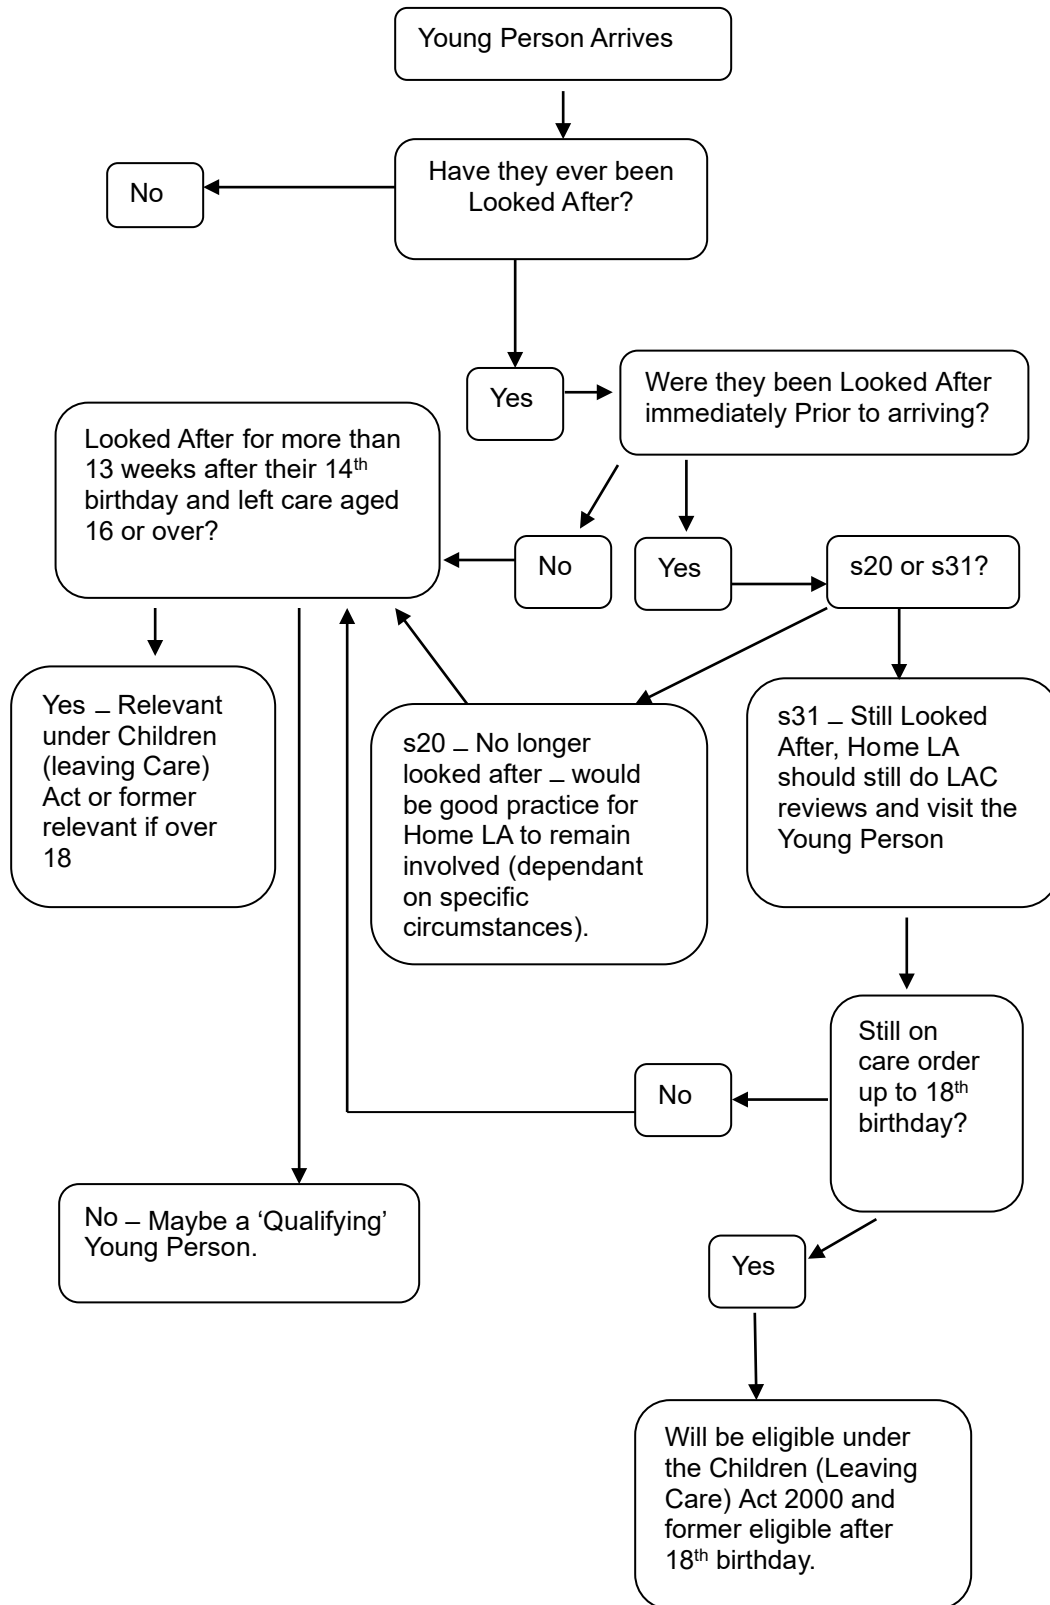 Young Person Arrives
Have they ever been
Looked After?
No
Yes
Were they been Looked After
immediately Prior to arriving?
Looked After for more than
13 weeks after their 14th
birthday and left care aged
16 or over?
No
Yes
s20 or s31?
Yes – Relevant
under Children
(leaving Care)
Act or former
relevant if over
18
s20 – No longer
looked after – would
be good practice for
Home LA to remain
involved (dependant
on specific
circumstances).
s31 – Still Looked
After, Home LA
should still do LAC
reviews and visit the
Young Person
Still on
care order
up to 18th
birthday?
No
No – Maybe a ‘Qualifying’
Young Person.
Yes
Will be eligible under
the Children (Leaving
Care) Act 2000 and
former eligible after
18th birthday.